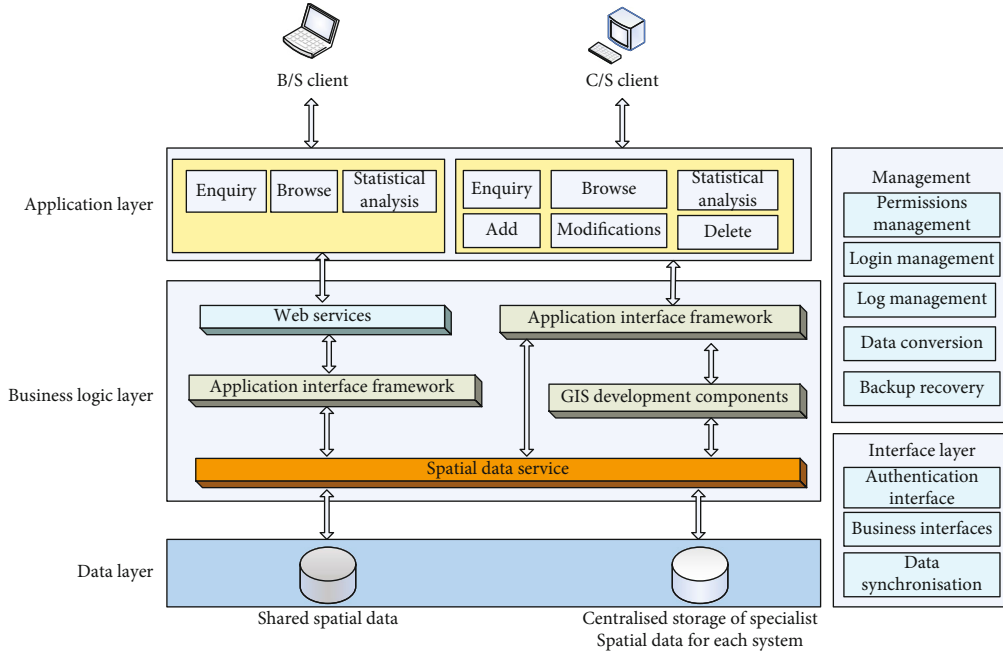 B/S client
C/S client
Application layer
Enquiry
Browse
Statistical
analysis
Enquiry
Browse
Statistical
analysis
Add
Modifications
Delete
Business logic layer
Web services
Application interface framework
Application interface framework
GIS development components
Spatial data service
Data layer
Shared spatial data
Centralised storage of specialist
Spatial data for each system
Management
Permissions
management
Login management
Log management
Data conversion
Backup recovery
Interface layer
Authentication
interface
Business interfaces
Data
synchronisation